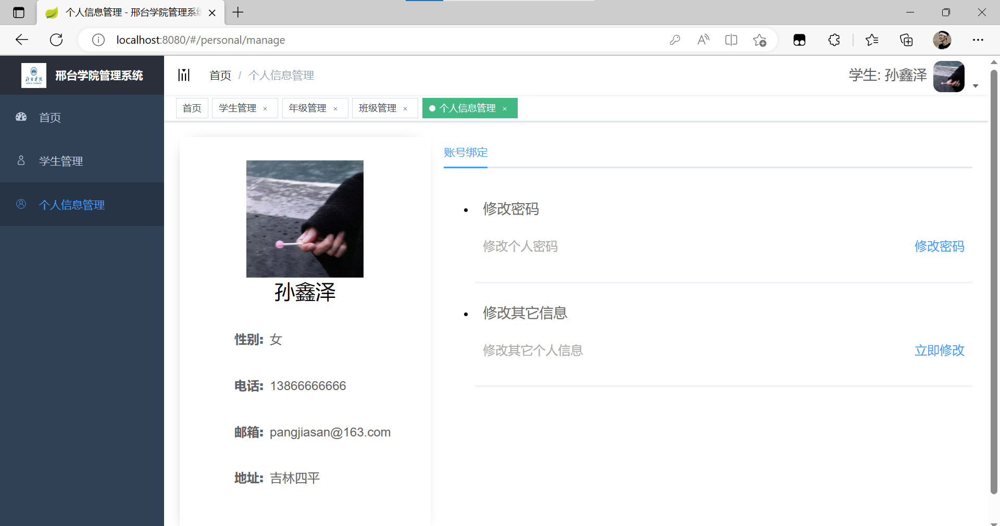 个人信息管理 - 邢台学院管理系统
localhost:8080/#/personal/manage
邢台学院管理系统
首页 / 个人信息管理
学生: 孙鑫泽
首页
学生管理 ×
年级管理 ×
班级管理 ×
个人信息管理 ×
首页
学生管理
个人信息管理
孙鑫泽
性别: 女
电话: 13866666666
邮箱: pangjiasan@163.com
地址: 吉林四平
账号绑定
修改密码
修改个人密码
修改密码
修改其它信息
修改其它个人信息
立即修改